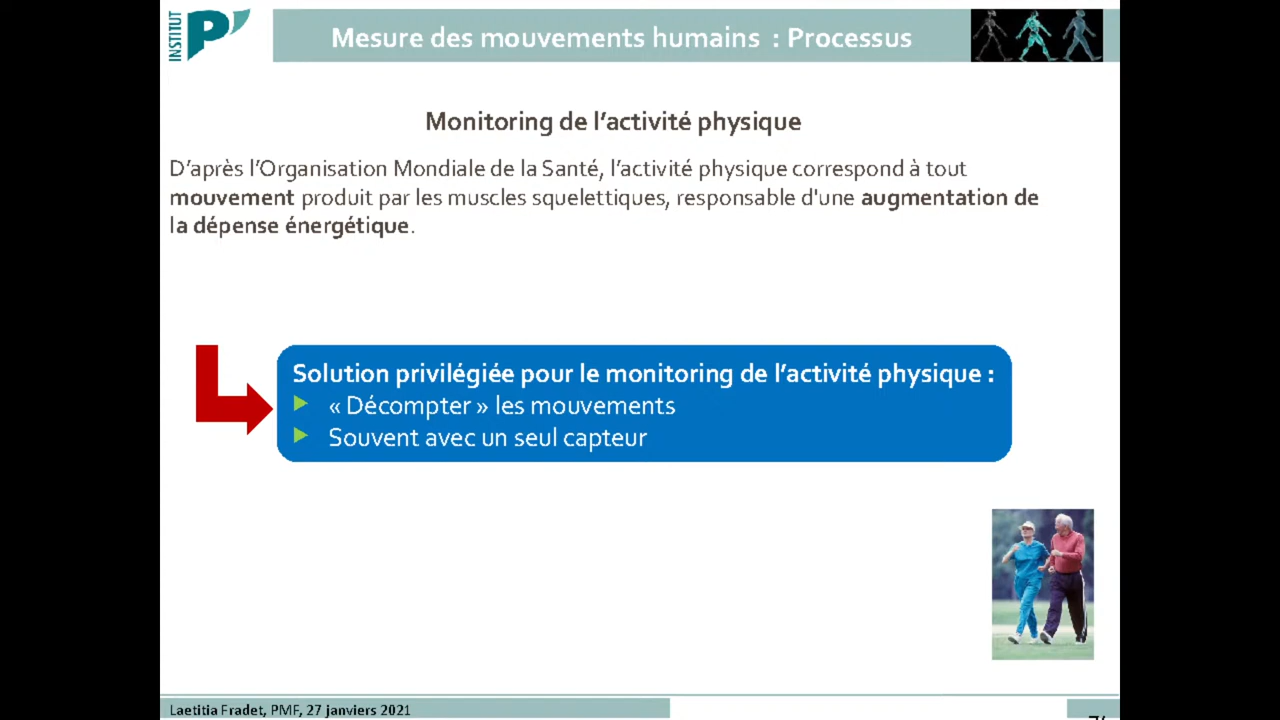 INSTITUT
P'
Mesure des mouvements humains : Processus
Monitoring de l’activité physique
D’après l’Organisation Mondiale de la Santé, l’activité physique correspond à tout
mouvement produit par les muscles squelettiques, responsable d'une augmentation de
la dépense énergétique.
Solution privilégiée pour le monitoring de l’activité physique :
« Décompter » les mouvements
Souvent avec un seul capteur
Laetitia Fradet, PMF, 27 janviers 2021